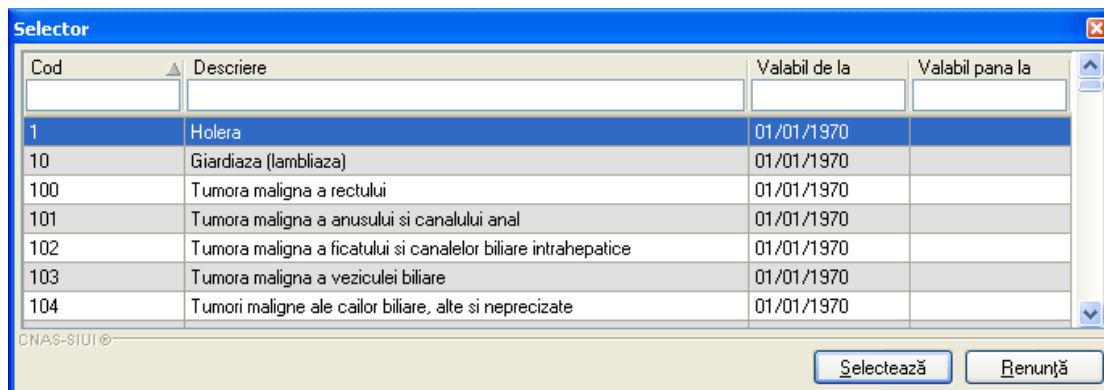 Selector
Cod Descriere Valabil de la Valabil pana la
1 Holera 01/01/1970
10 Giardiaza (lambliaza) 01/01/1970
100 Tumora maligna a rectului 01/01/1970
101 Tumora maligna a anusului si canalului anal 01/01/1970
102 Tumora maligna a ficatului si canalelor biliare intrahepatice 01/01/1970
103 Tumora maligna a veziculei biliare 01/01/1970
104 Tumori maligne ale cailor biliare, alte si neprecizate 01/01/1970
CNAS-SIUI®
Selectează Renunţă